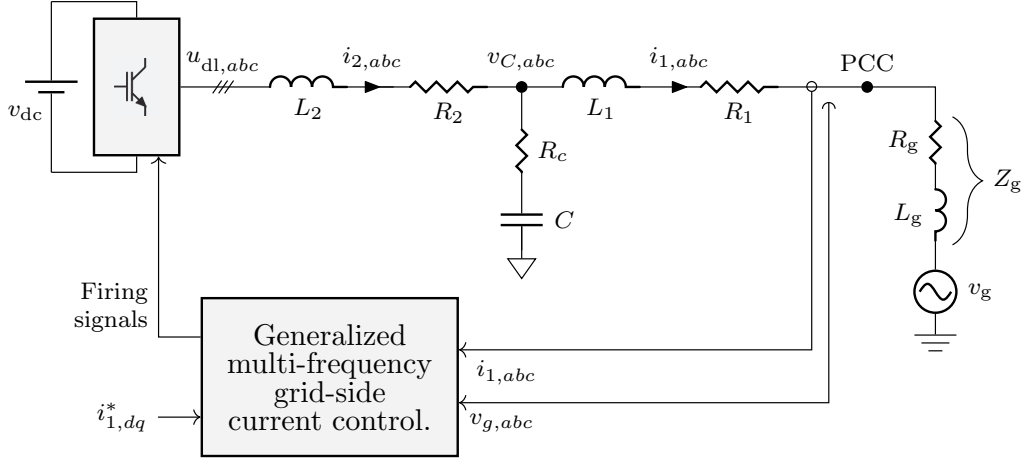 u_dl,abc
i_2,abc
v_C,abc
i_1,abc
PCC
v_dc
L_2
R_2
L_1
R_1
R_c
C
R_g
L_g
Z_g
v_g
Firing
signals
Generalized
multi-frequency
grid-side
current control.
i_1,abc
v_g,abc
i*_1,dq